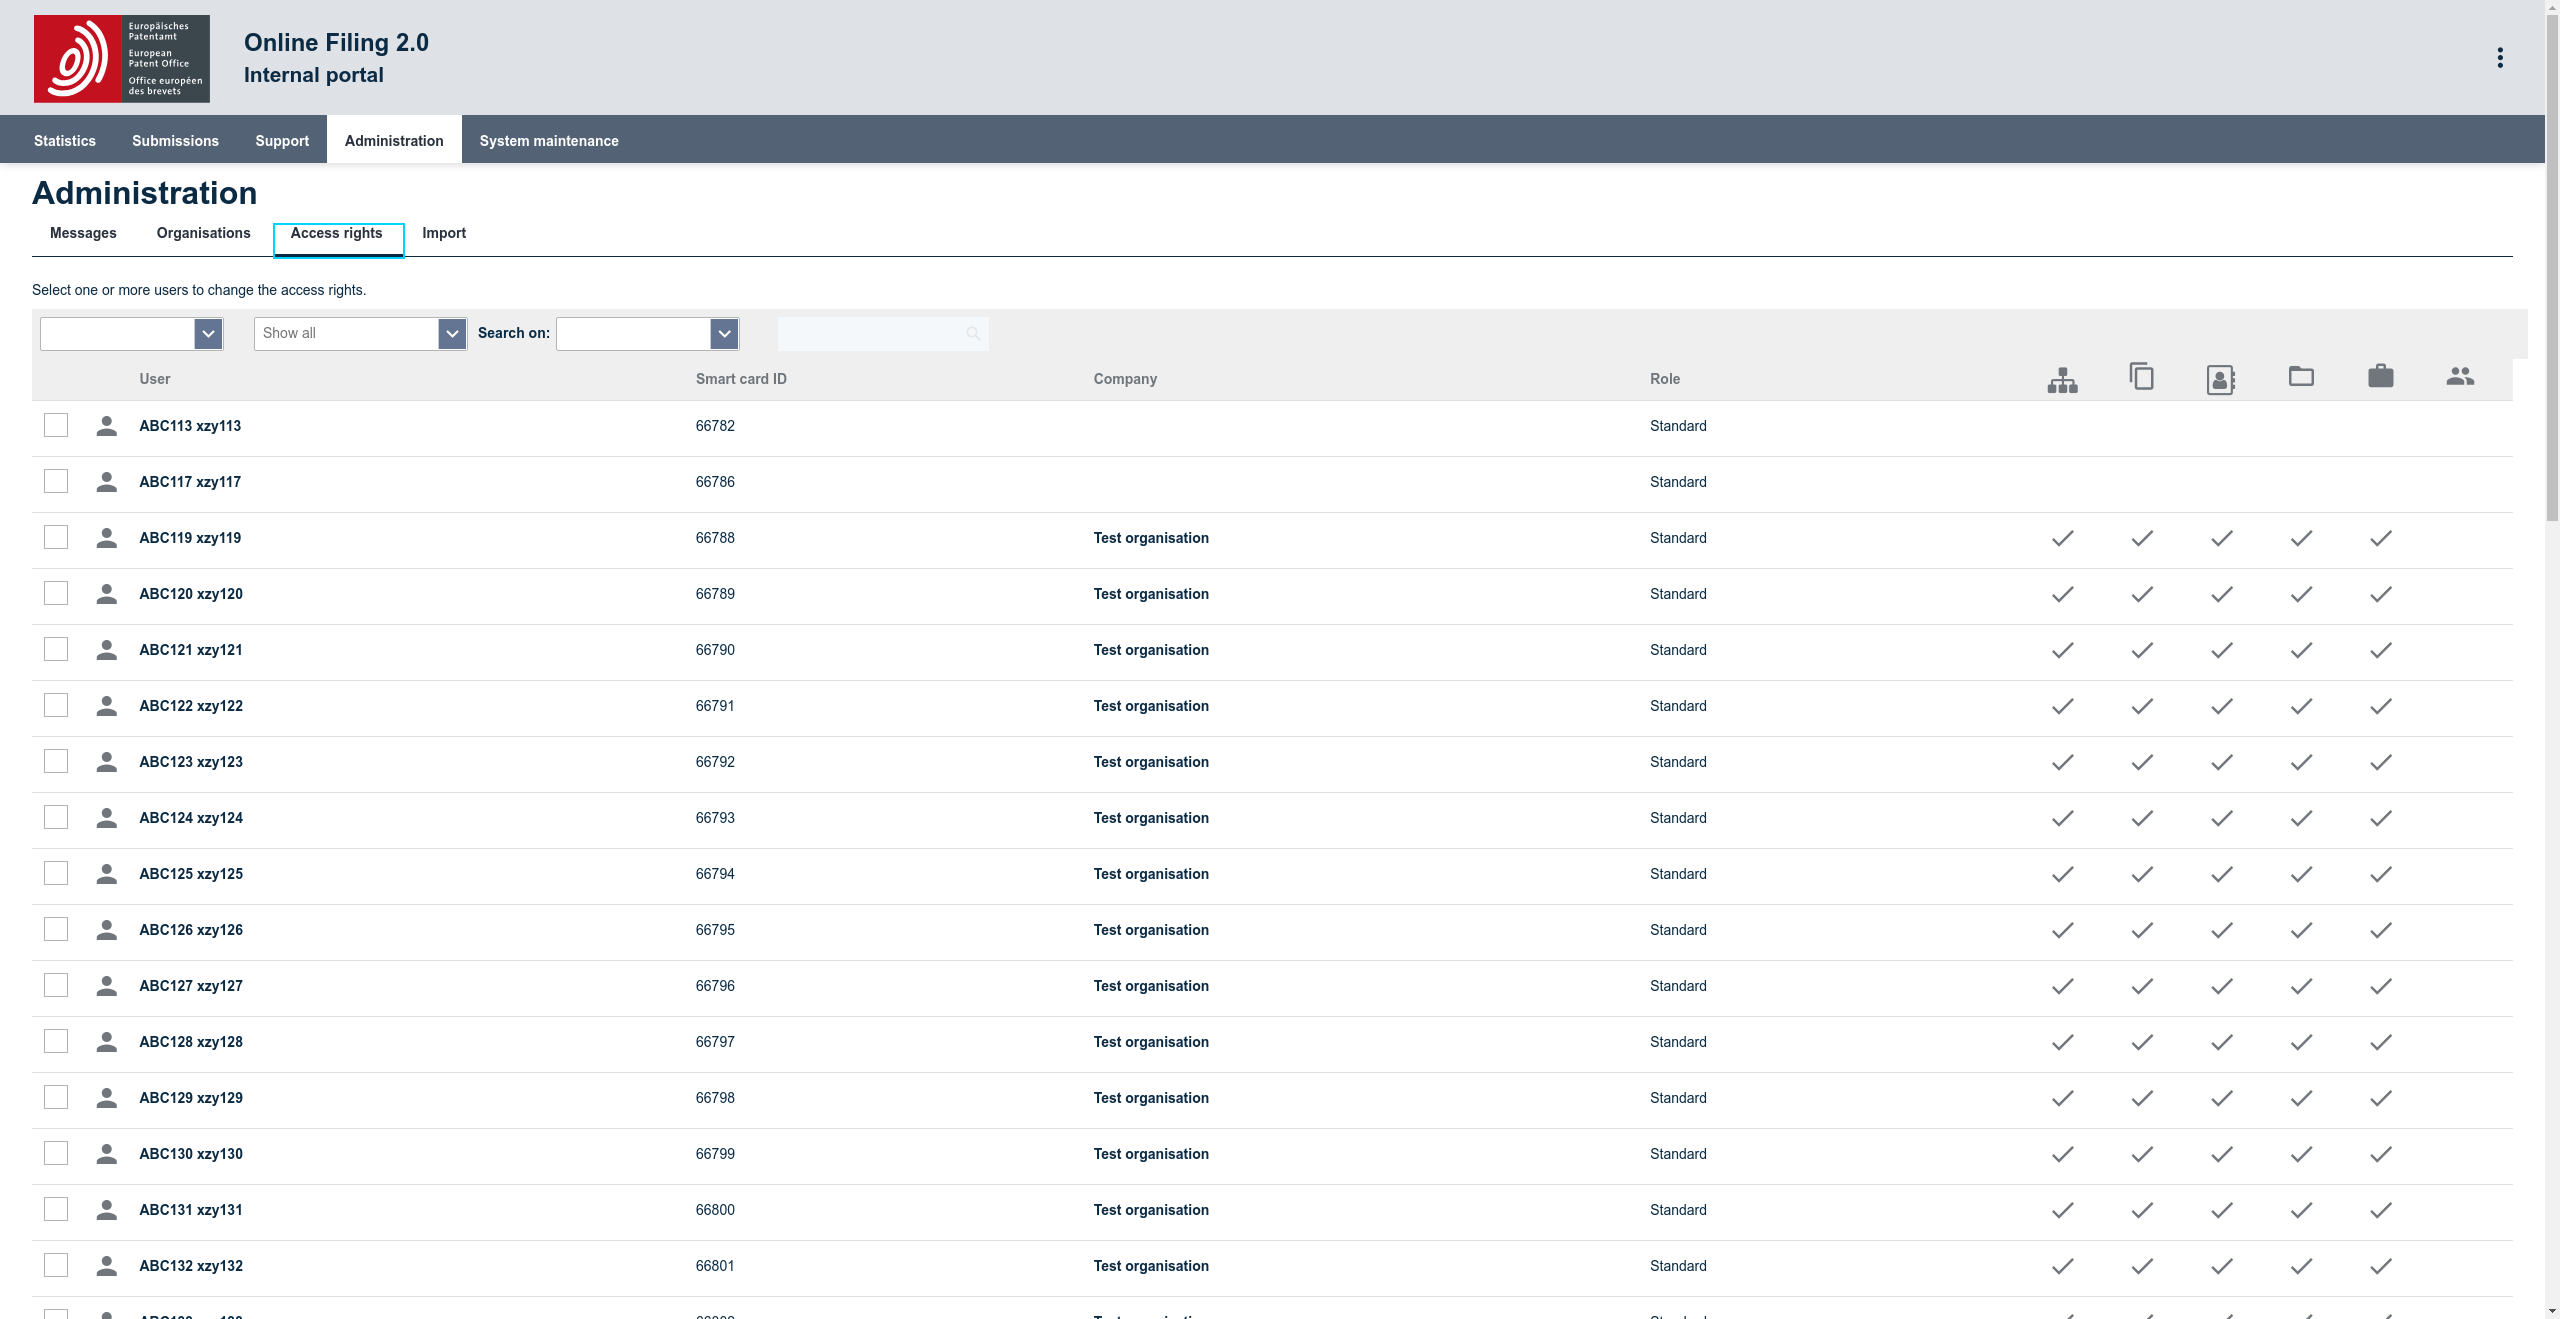 Europäisches
Patentamt
European
Patent Office
Office européen
des brevets
Online Filing 2.0
Internal portal
Statistics Submissions Support Administration System maintenance
Administration
Messages Organisations Access rights Import
Select one or more users to change the access rights.
Show all Search on:
User Smart card ID Company Role
ABC113 xzy113 66782 Standard
ABC117 xzy117 66786 Standard
ABC119 xzy119 66788 Test organisation Standard
ABC120 xzy120 66789 Test organisation Standard
ABC121 xzy121 66790 Test organisation Standard
ABC122 xzy122 66791 Test organisation Standard
ABC123 xzy123 66792 Test organisation Standard
ABC124 xzy124 66793 Test organisation Standard
ABC125 xzy125 66794 Test organisation Standard
ABC126 xzy126 66795 Test organisation Standard
ABC127 xzy127 66796 Test organisation Standard
ABC128 xzy128 66797 Test organisation Standard
ABC129 xzy129 66798 Test organisation Standard
ABC130 xzy130 66799 Test organisation Standard
ABC131 xzy131 66800 Test organisation Standard
ABC132 xzy132 66801 Test organisation Standard